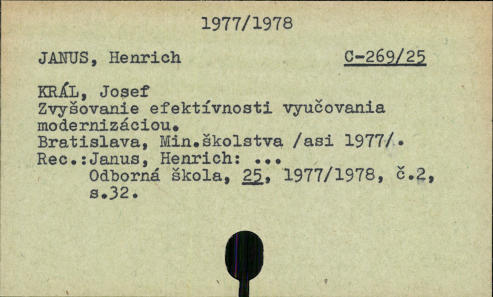 1977/1978
JANUS, Henrich C-269/25
KRÁL, Josef
Zvyšovanie efektívnosti vyučovania
modernizáciou.
Bratislava, Min.školstva /asi 1977/.
Rec.:Janus, Henrich: ...
Odborná škola, 25, 1977/1978, č.2,
s.32.